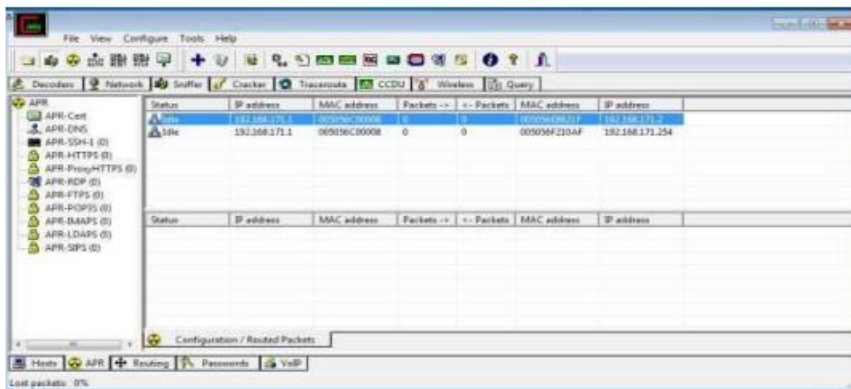 File View Configure Tools Help
Decoders Network Sniffer Cracker Traceroute CCDU Wireless Query
APR
APR-Cert
APR-DNS
APR-SSH-1 (0)
APR-HTTPS (0)
APR-ProxyHTTPS (0)
APR-RDP (0)
APR-FTPS (0)
APR-POP3S (0)
APR-IMAPS (0)
APR-LDAPS (0)
APR-SIPS (0)
Status IP address MAC address Packets -> <- Packets MAC address IP address
Idle 192.168.171.1 005056C00008 0 0 192.168.171.2
Idle 192.168.171.1 005056C00008 0 0 005056F210AF 192.168.171.254
Status IP address MAC address Packets -> <- Packets MAC address IP address
Configuration / Routed Packets
Hosts APR Routing Passwords VoIP
Lost packets: 0%